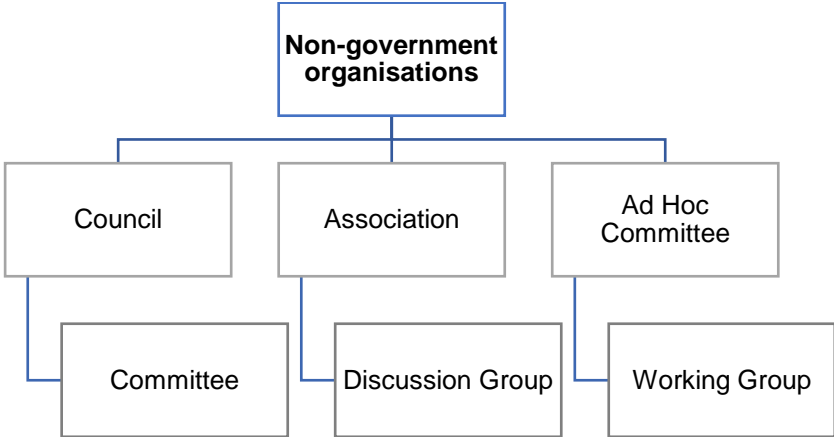 Non-government
organisations
Council
Association
Ad Hoc
Committee
Committee
Discussion Group
Working Group